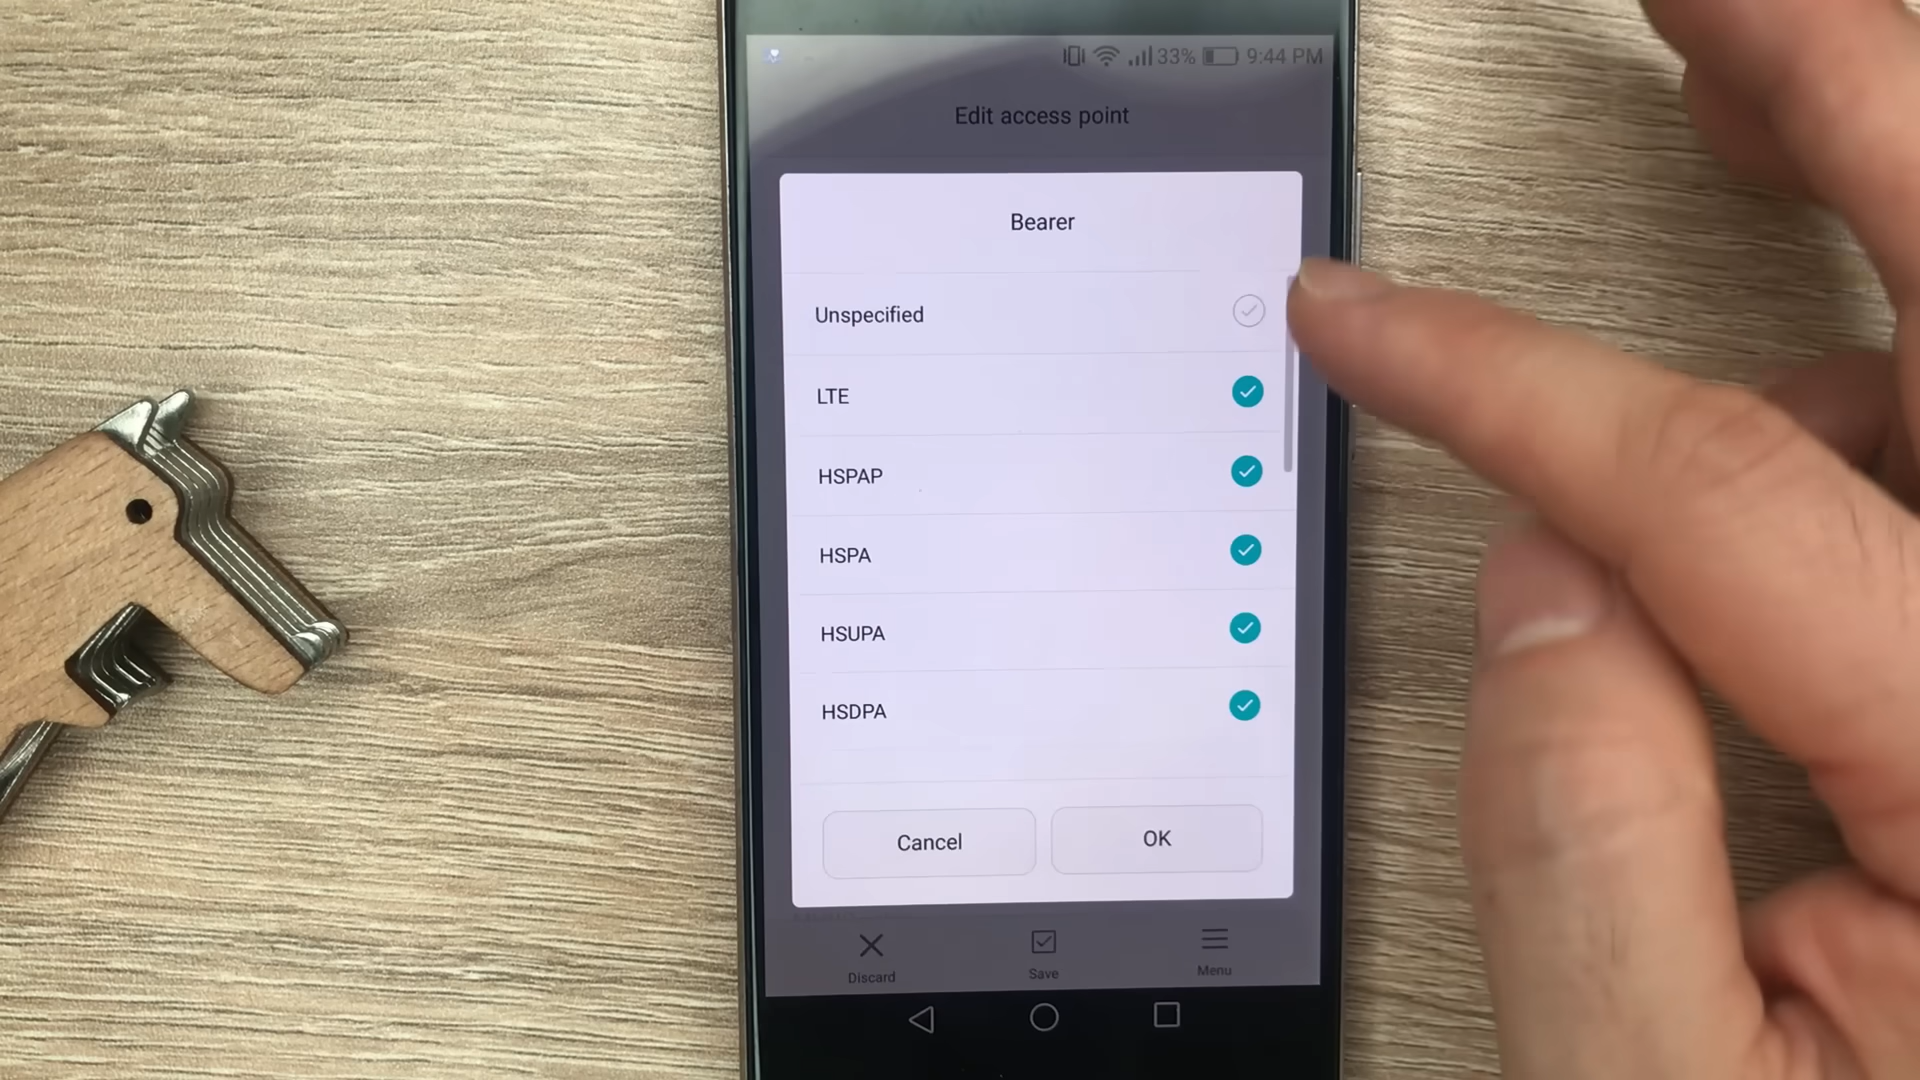 33% 9:44 PM
Edit access point
Bearer
Unspecified
LTE
HSPAP
HSPA
HSUPA
HSDPA
Cancel OK
Discard Save Menu